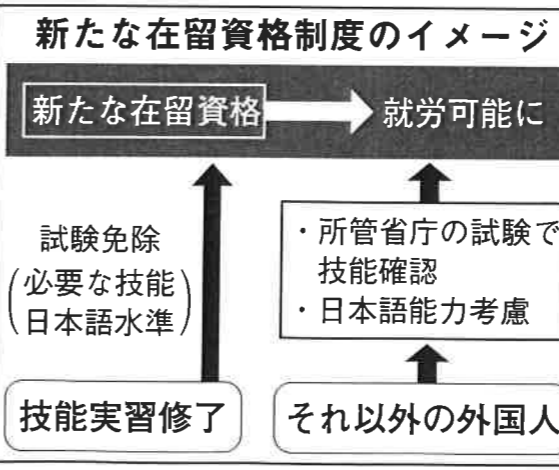 新たな在留資格制度のイメージ
新たな在留資格
就労可能に
試験免除
(必要な技能
日本語水準)
・所管省庁の試験で
技能確認
・日本語能力考慮
技能実習修了
それ以外の外国人